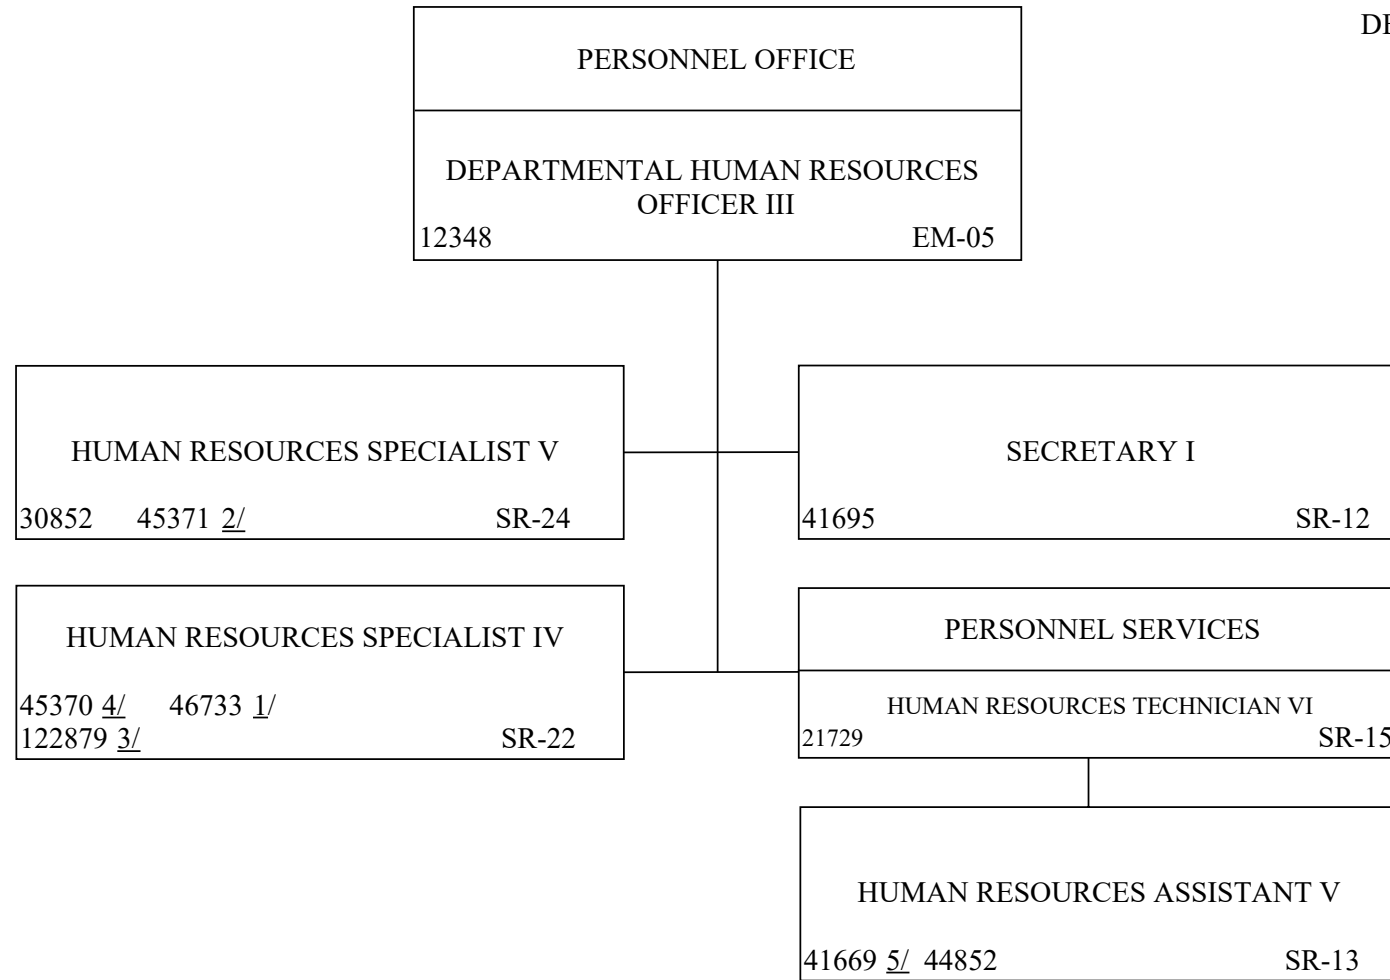 DE
PERSONNEL OFFICE
DEPARTMENTAL HUMAN RESOURCES
OFFICER III
12348 EM-05
HUMAN RESOURCES SPECIALIST V
30852 45371 2/ SR-24
SECRETARY I
41695 SR-12
HUMAN RESOURCES SPECIALIST IV
45370 4/ 46733 1/
122879 3/ SR-22
PERSONNEL SERVICES
HUMAN RESOURCES TECHNICIAN VI
21729 SR-15
HUMAN RESOURCES ASSISTANT V
41669 5/ 44852 SR-13